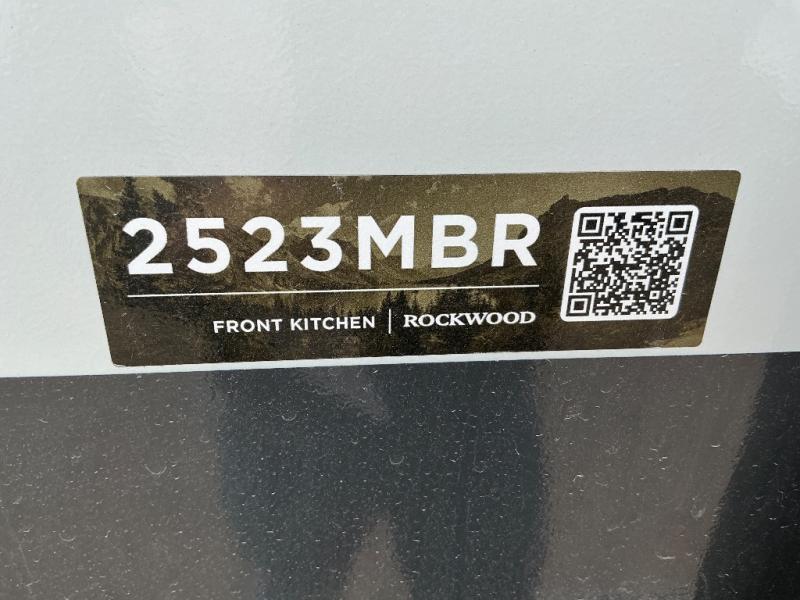 2523MBR
FRONT KITCHEN | ROCKWOOD